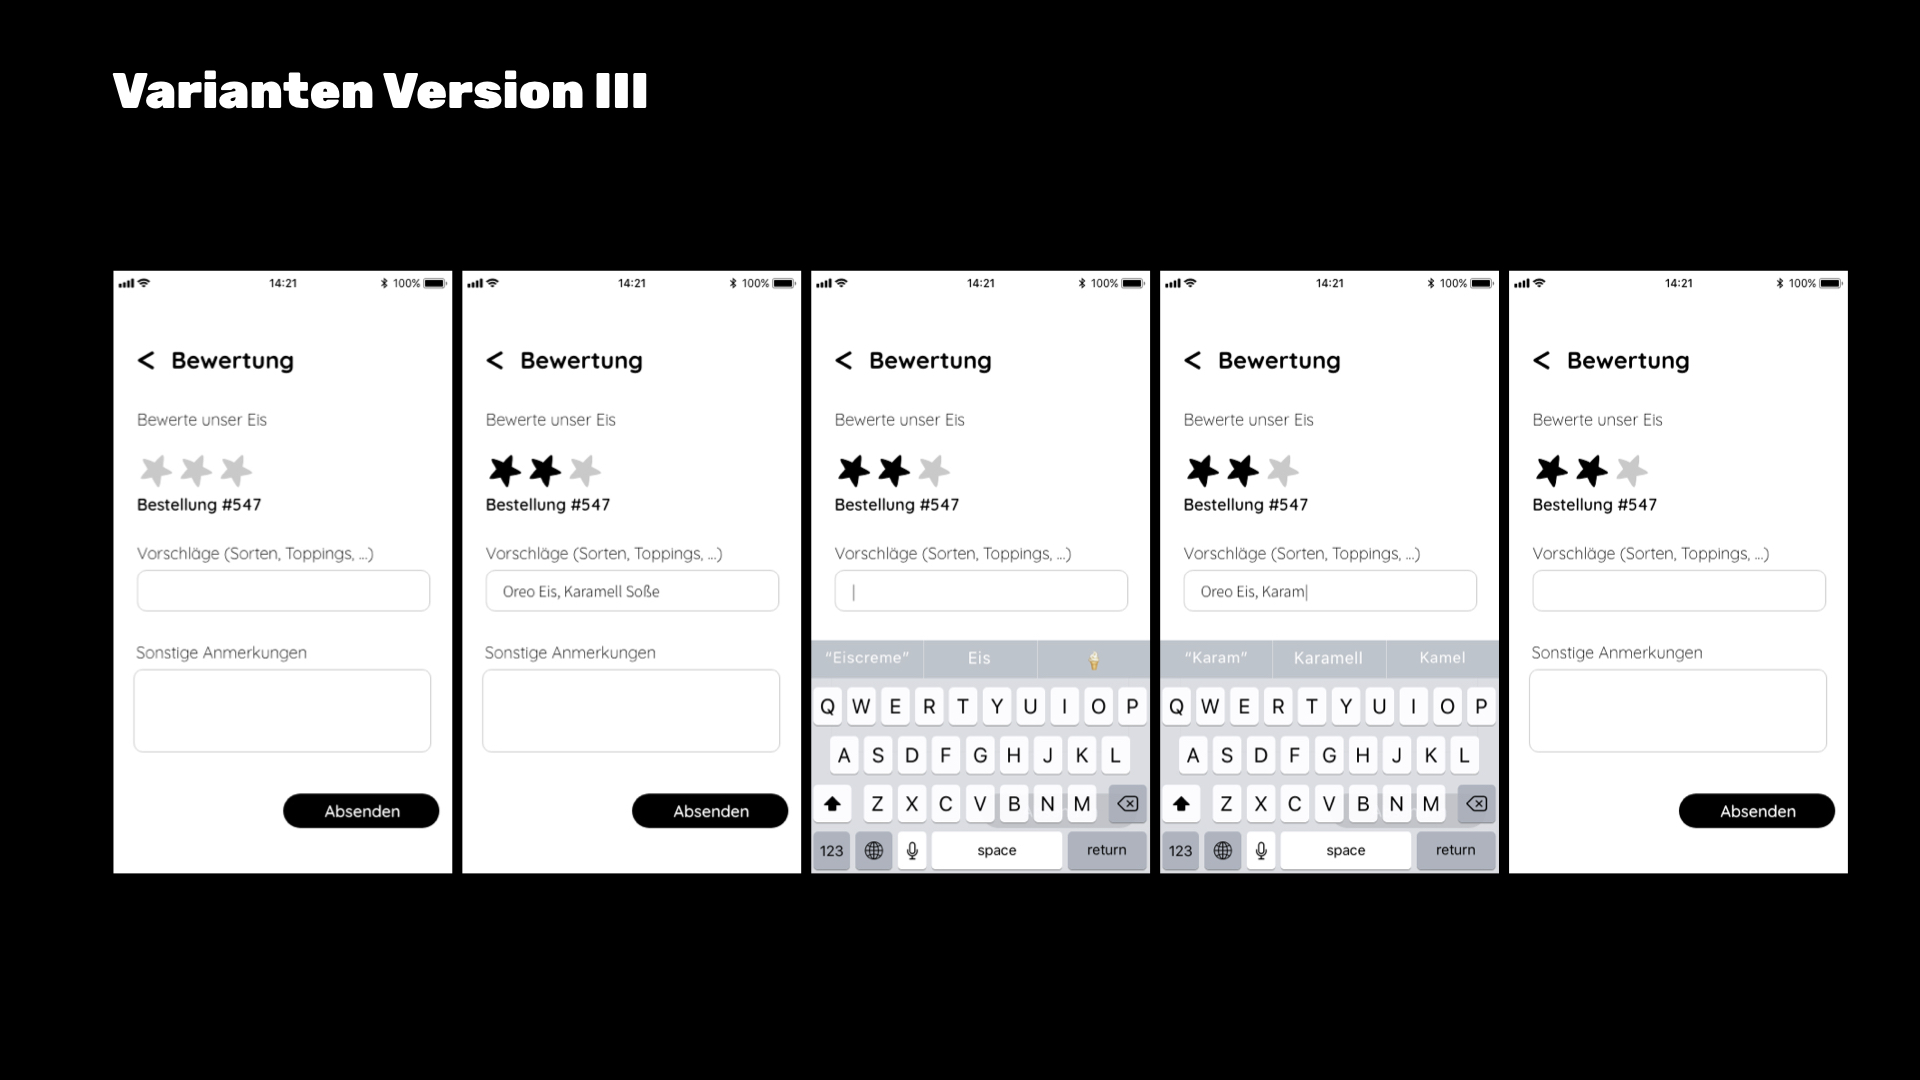 Varianten Version III
14:21
100%
< Bewertung
Bewerte unser Eis
Bestellung #547
Vorschläge (Sorten, Toppings, ...)
Sonstige Anmerkungen
Absenden
14:21
100%
< Bewertung
Bewerte unser Eis
Bestellung #547
Vorschläge (Sorten, Toppings, ...)
Oreo Eis, Karamell Soße
Sonstige Anmerkungen
Absenden
14:21
100%
< Bewertung
Bewerte unser Eis
Bestellung #547
Vorschläge (Sorten, Toppings, ...)
“Eiscreme” Eis 🍦
Q W E R T Y U I O P
A S D F G H J K L
Z X C V B N M
123 space return
14:21
100%
< Bewertung
Bewerte unser Eis
Bestellung #547
Vorschläge (Sorten, Toppings, ...)
Oreo Eis, Karam
“Karam” Karamell Kamel
Q W E R T Y U I O P
A S D F G H J K L
Z X C V B N M
123 space return
14:21
100%
< Bewertung
Bewerte unser Eis
Bestellung #547
Vorschläge (Sorten, Toppings, ...)
Sonstige Anmerkungen
Absenden